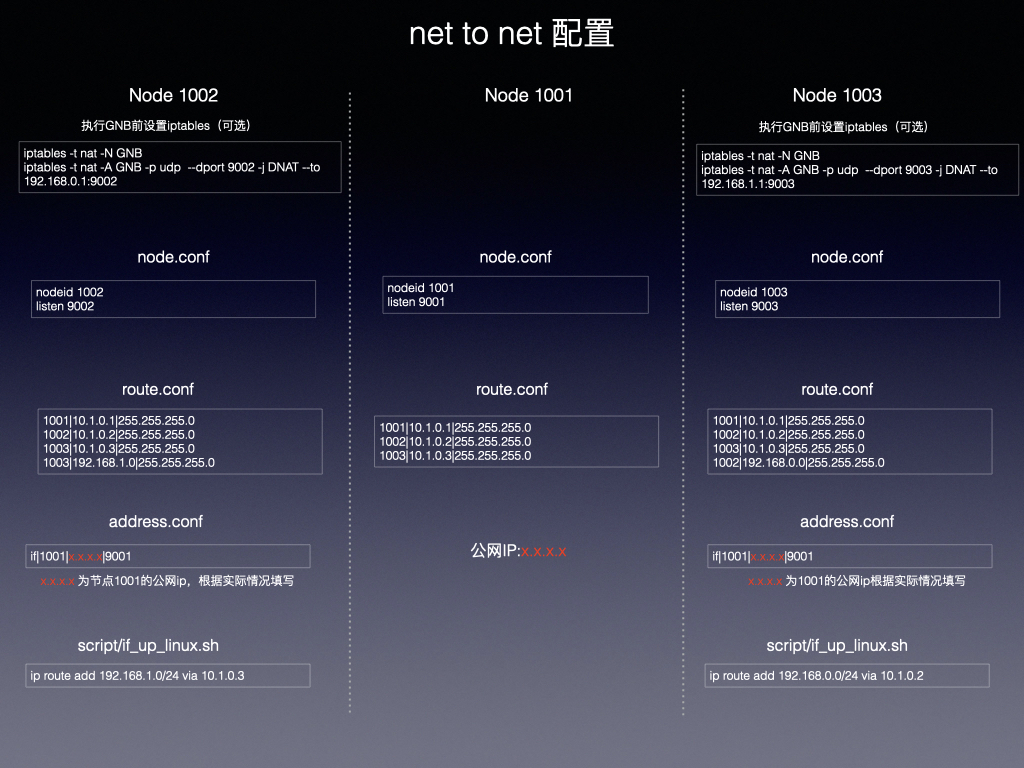 net to net 配置
Node 1002
执行GNB前设置iptables（可选）
iptables -t nat -N GNB
iptables -t nat -A GNB -p udp  --dport 9002 -j DNAT --to
192.168.0.1:9002
node.conf
nodeid 1002
listen 9002
route.conf
1001|10.1.0.1|255.255.255.0
1002|10.1.0.2|255.255.255.0
1003|10.1.0.3|255.255.255.0
1003|192.168.1.0|255.255.255.0
address.conf
if|1001|x.x.x.x|9001
x.x.x.x 为节点1001的公网ip，根据实际情况填写
script/if_up_linux.sh
ip route add 192.168.1.0/24 via 10.1.0.3
Node 1001
node.conf
nodeid 1001
listen 9001
route.conf
1001|10.1.0.1|255.255.255.0
1002|10.1.0.2|255.255.255.0
1003|10.1.0.3|255.255.255.0
公网IP:x.x.x.x
Node 1003
执行GNB前设置iptables（可选）
iptables -t nat -N GNB
iptables -t nat -A GNB -p udp  --dport 9003 -j DNAT --to
192.168.1.1:9003
node.conf
nodeid 1003
listen 9003
route.conf
1001|10.1.0.1|255.255.255.0
1002|10.1.0.2|255.255.255.0
1003|10.1.0.3|255.255.255.0
1002|192.168.0.0|255.255.255.0
address.conf
if|1001|x.x.x.x|9001
x.x.x.x 为1001的公网ip根据实际情况填写
script/if_up_linux.sh
ip route add 192.168.0.0/24 via 10.1.0.2